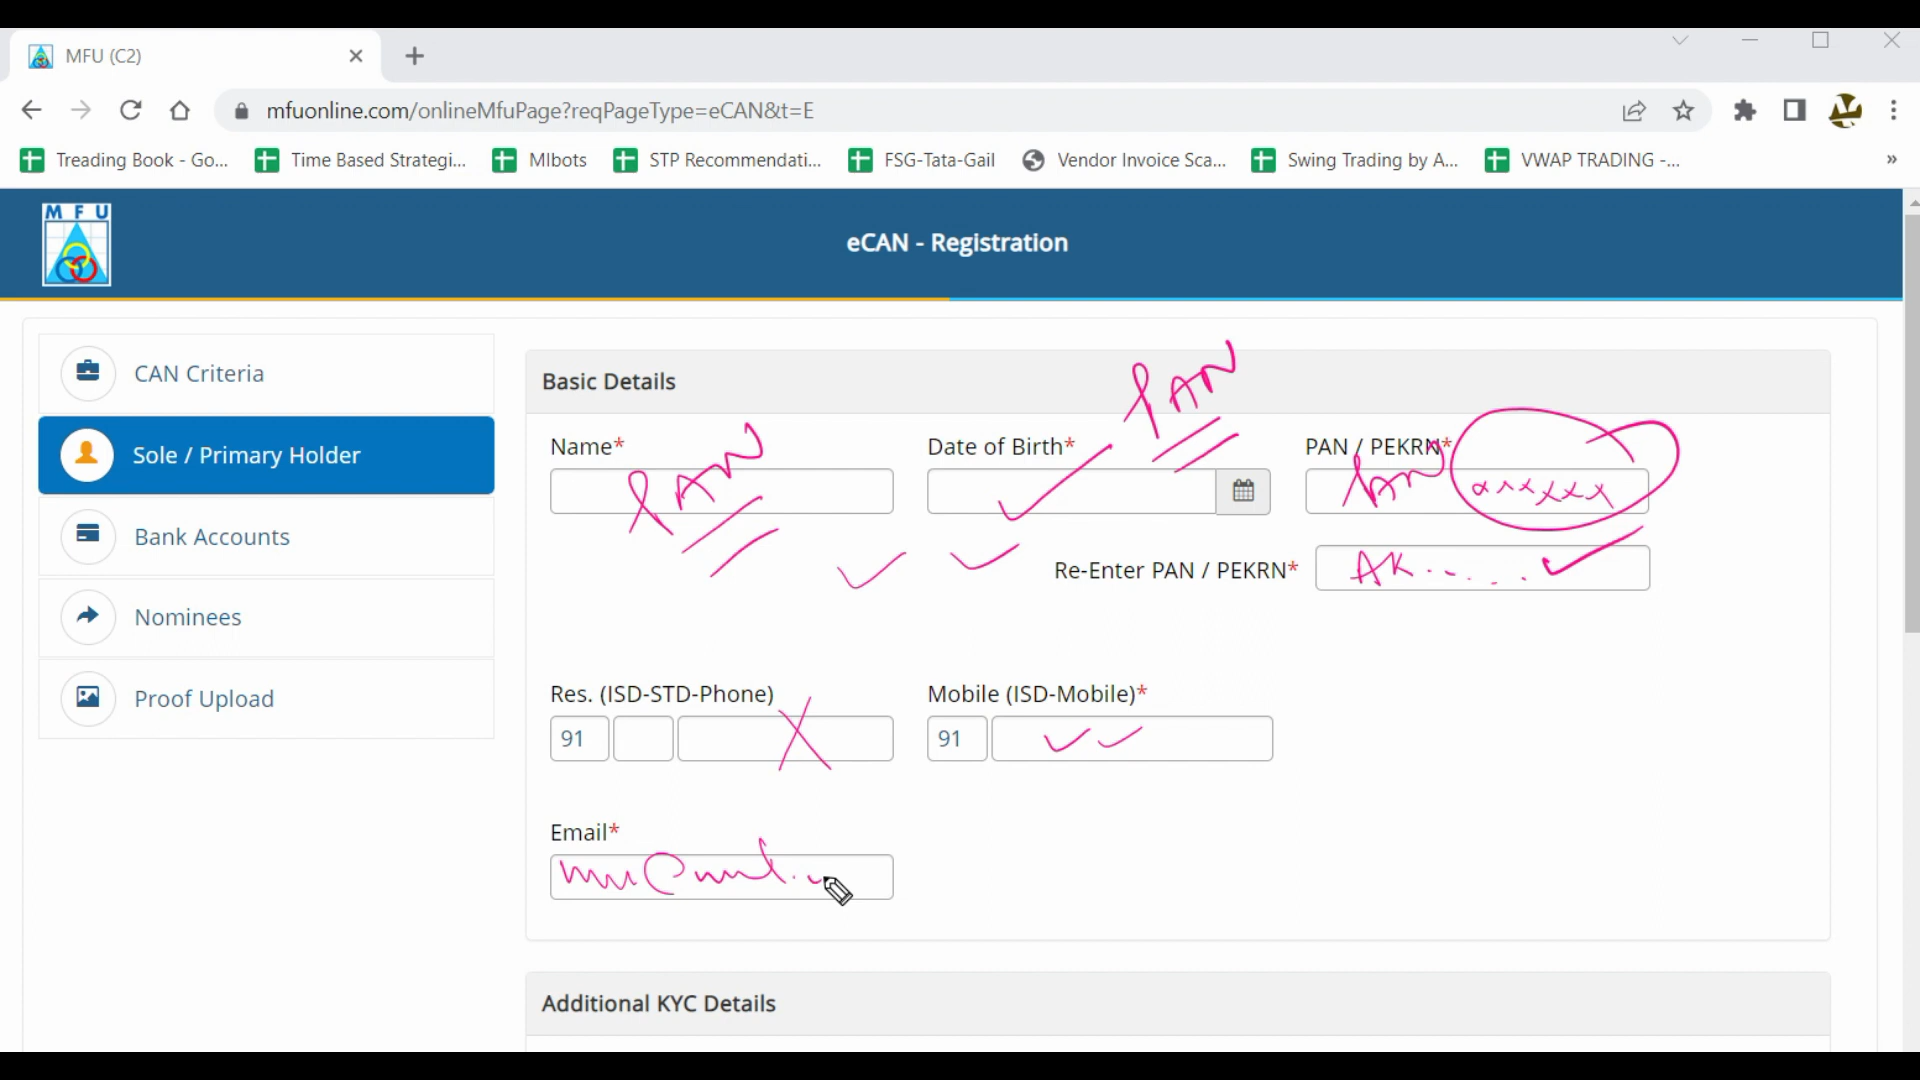 MFU (C2)
mfuonline.com/onlineMfuPage?reqPageType=eCAN&t=E
Treading Book - Go... Time Based Strategi... MIbots STP Recommendati... FSG-Tata-Gail Vendor Invoice Sca... Swing Trading by A... VWAP TRADING -... »
MFU
eCAN - Registration
CAN Criteria
Sole / Primary Holder
Bank Accounts
Nominees
Proof Upload
Basic Details
PAN
Name* Date of Birth* PAN / PEKRN*
PAN PAN xxxxxx
Re-Enter PAN / PEKRN* AK......
Res. (ISD-STD-Phone) Mobile (ISD-Mobile)*
91 X 91
Email*
Additional KYC Details